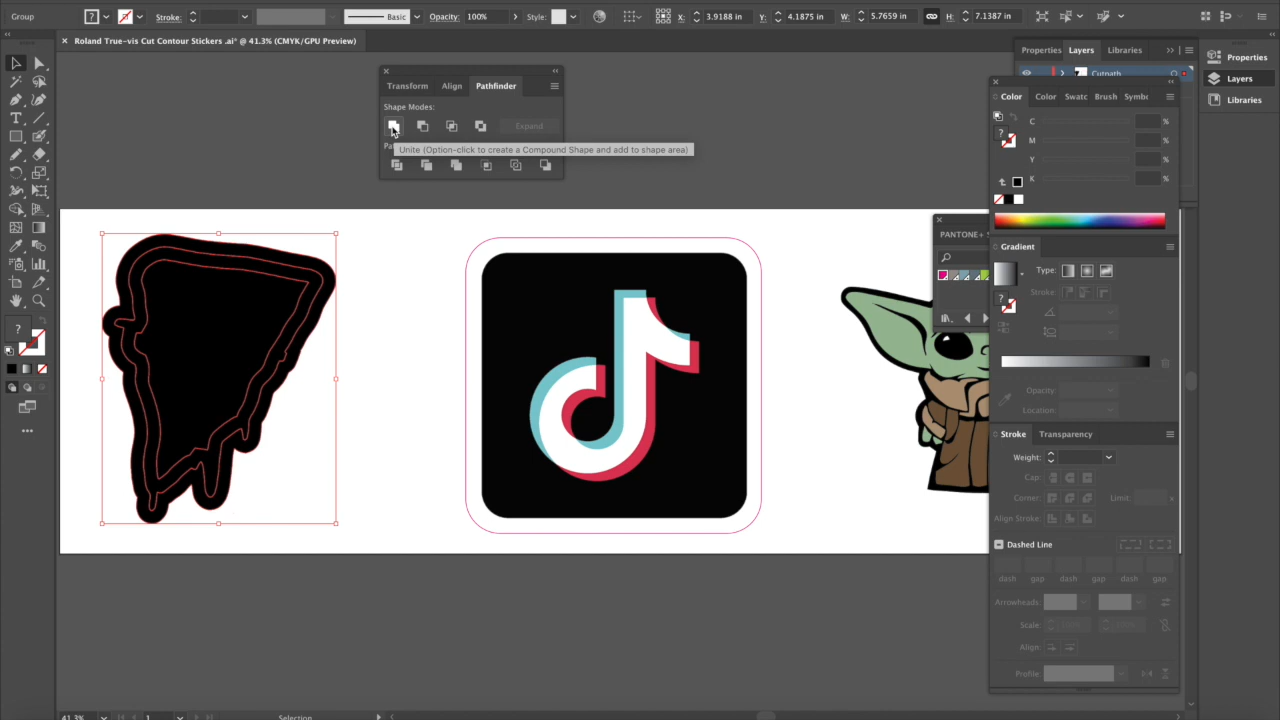 Group
Stroke:
Basic
Opacity: 100%
Style:
X: 3.9188 in
Y: 4.1875 in
W: 5.7659 in
H: 7.1387 in
Roland True-vis Cut Contour Stickers .ai* @ 41.3% (CMYK/GPU Preview)
Properties Layers Libraries
Cutpath
Properties
Layers
Libraries
Transform Align Pathfinder
Shape Modes:
Expand
Unite (Option-click to create a Compound Shape and add to shape area)
Color Color Swatc Brush Symbc
C %
M %
Y %
K %
PANTONE+ S
Gradient
Type:
Stroke:
Opacity:
Location:
Stroke Transparency
Weight:
Cap:
Corner: Limit: x
Align Stroke:
Dashed Line
dash gap dash gap dash gap
Arrowheads:
Scale: 100% 100%
Align:
Profile:
41.3% 1 Selection